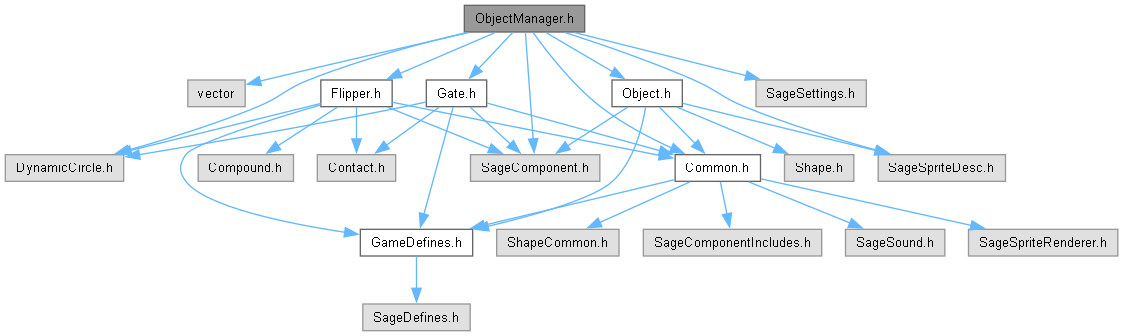 ObjectManager.h
vector
Flipper.h
Gate.h
Object.h
SageSettings.h
DynamicCircle.h
Compound.h
Contact.h
SageComponent.h
Common.h
Shape.h
SageSpriteDesc.h
GameDefines.h
ShapeCommon.h
SageComponentIncludes.h
SageSound.h
SageSpriteRenderer.h
SageDefines.h